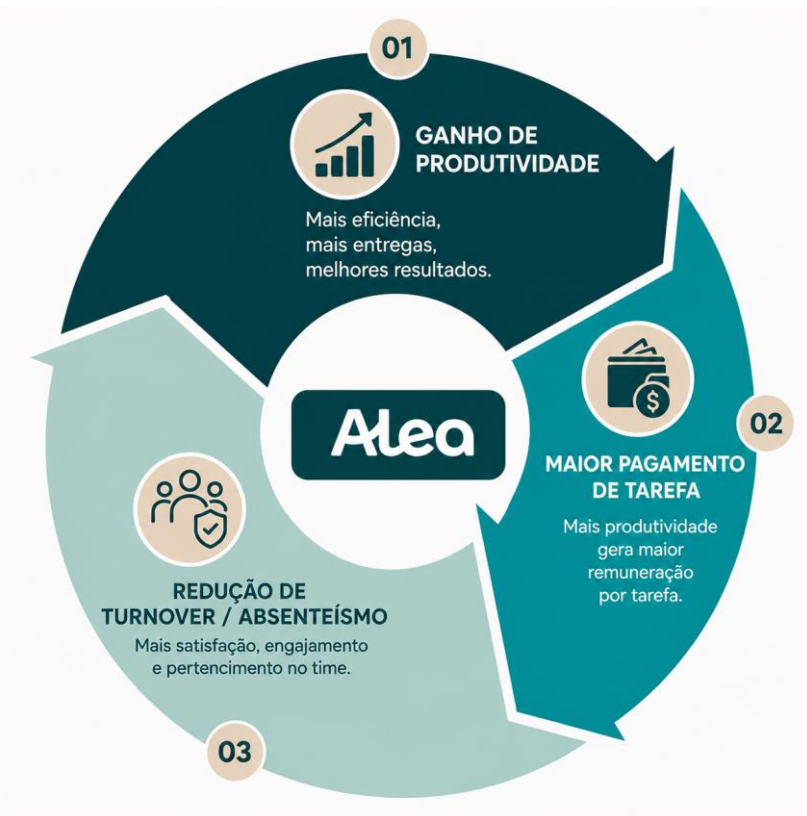 01
GANHO DE
PRODUTIVIDADE
Mais eficiência,
mais entregas,
melhores resultados.
Alea
02
MAIOR PAGAMENTO
DE TAREFA
Mais produtividade
gera maior
remuneração
por tarefa.
$
REDUÇÃO DE
TURNOVER / ABSENTEÍSMO
Mais satisfação, engajamento
e pertencimento no time.
03